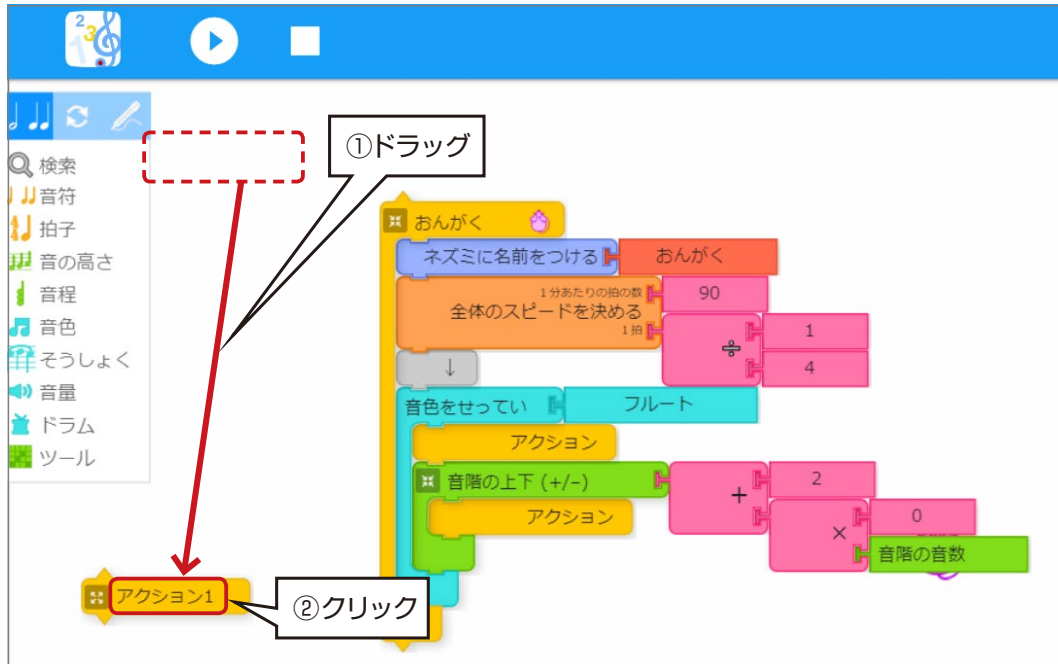 2
3
1
①ドラッグ
検索
音符
拍子
音の高さ
音程
音色
そうしょく
音量
ドラム
ツール
おんがく
ネズミに名前をつける おんがく
1分あたりの拍の数 90
全体のスピードを決める
1拍 ÷ 1
4
↓
音色をせってい フルート
アクション
音階の上下 (+/-) + 2
アクション × 0
音階の音数
アクション1
②クリック